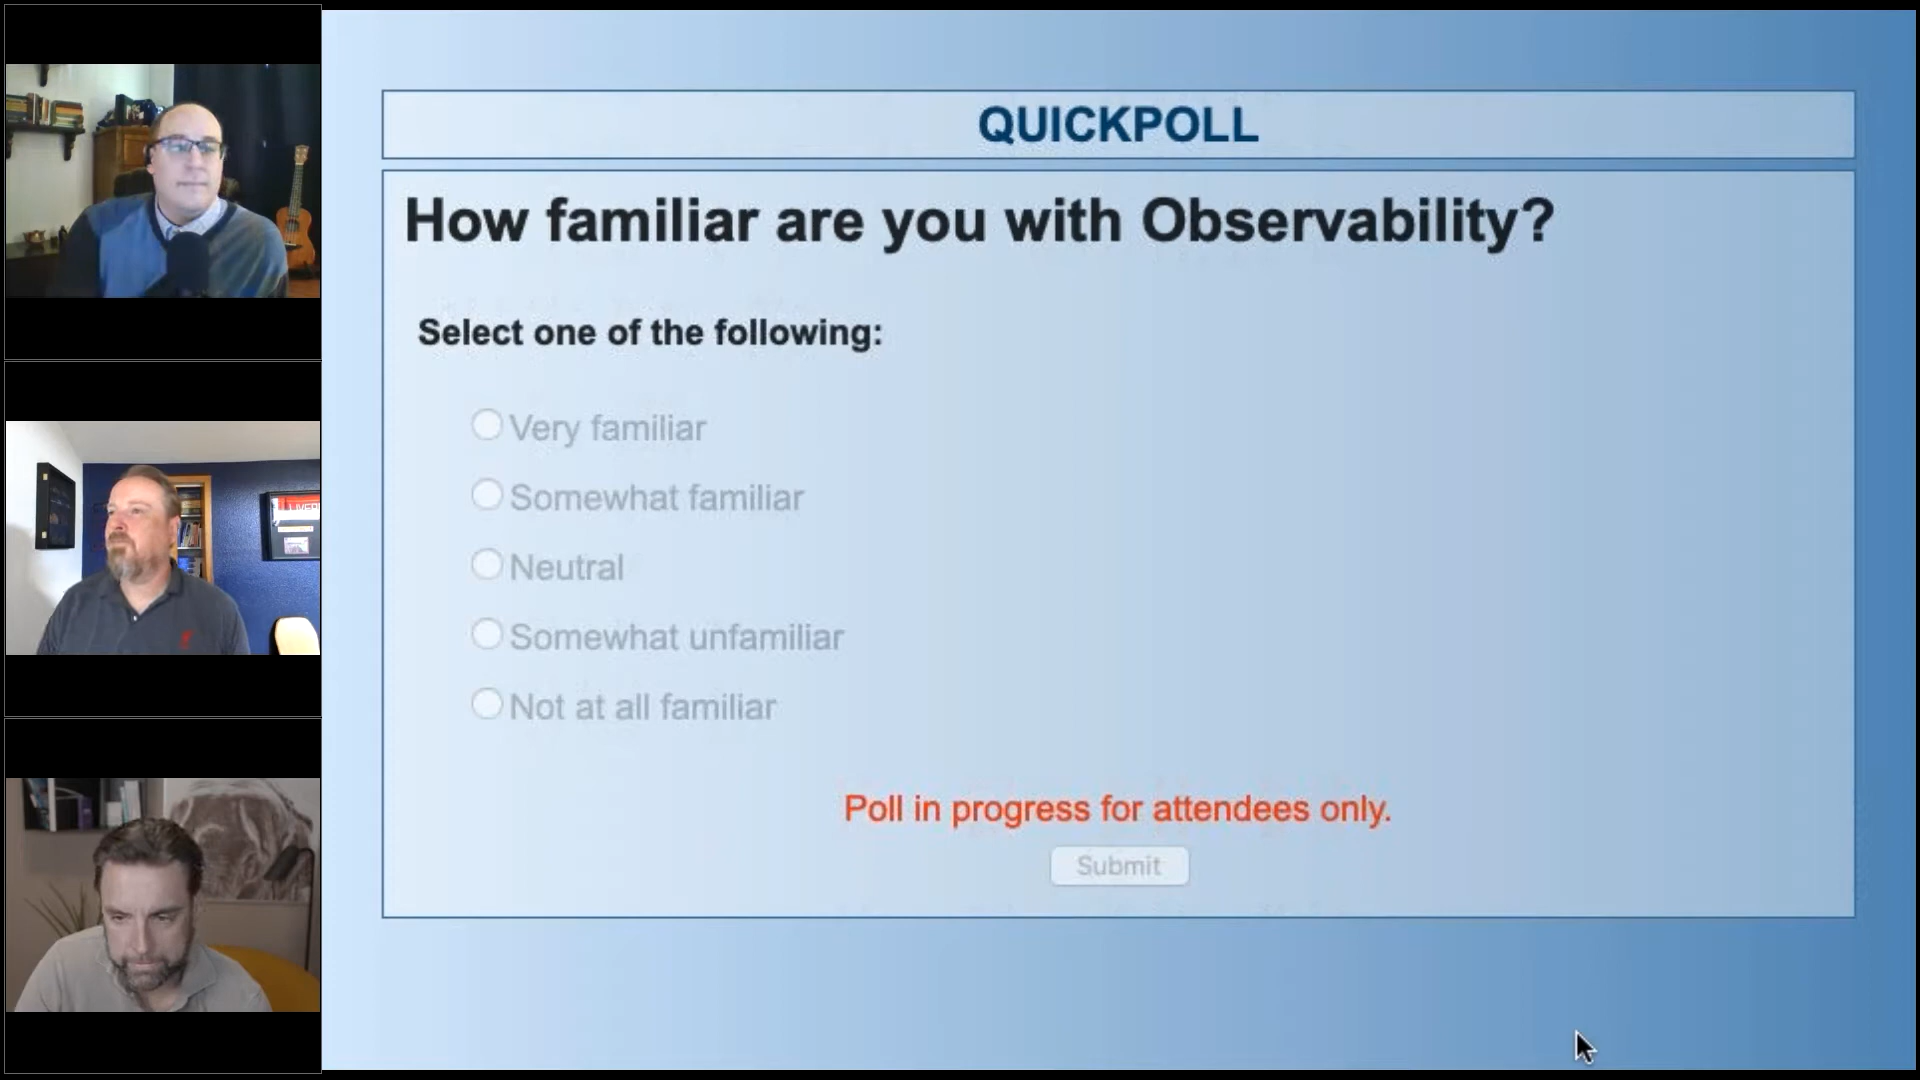 QUICKPOLL
How familiar are you with Observability?
Select one of the following:
Very familiar
Somewhat familiar
Neutral
Somewhat unfamiliar
Not at all familiar
Poll in progress for attendees only.
Submit